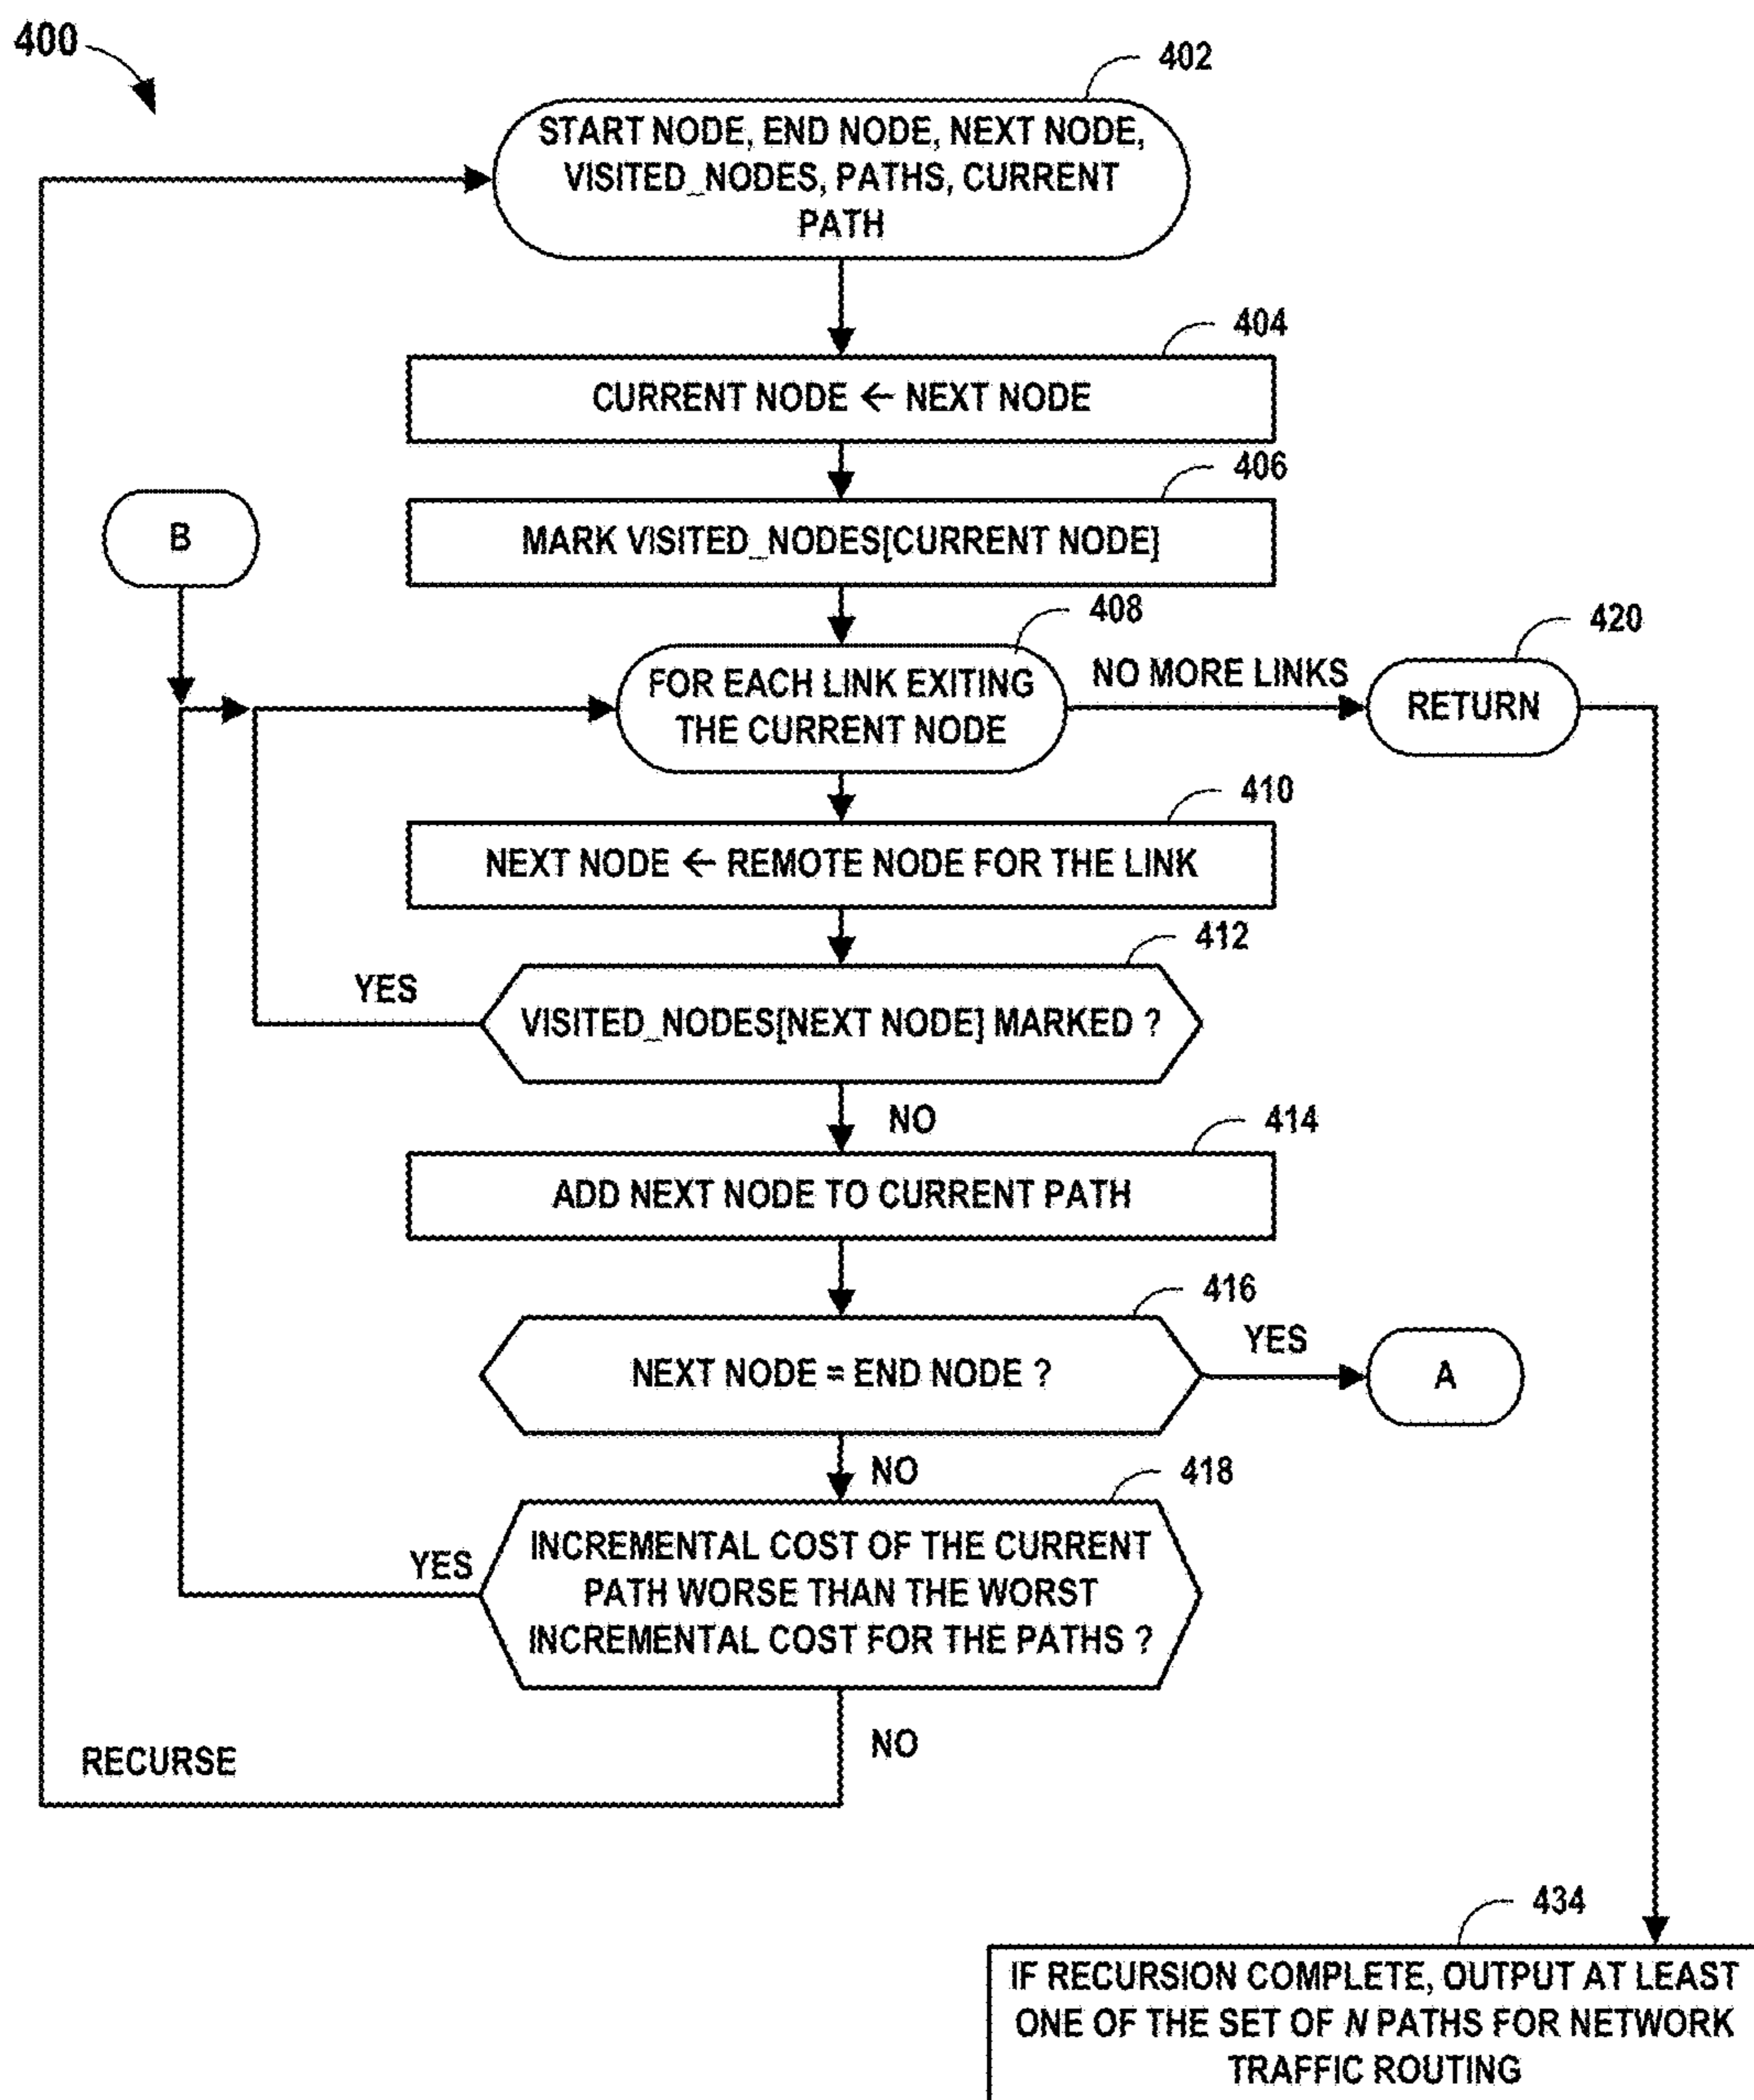 400
402
START NODE, END NODE, NEXT NODE,
VISITED_NODES, PATHS, CURRENT
PATH
404
CURRENT NODE ← NEXT NODE
406
MARK VISITED_NODES[CURRENT NODE]
B
408
FOR EACH LINK EXITING
THE CURRENT NODE
NO MORE LINKS
420
RETURN
410
NEXT NODE ← REMOTE NODE FOR THE LINK
412
YES
VISITED_NODES[NEXT NODE] MARKED ?
NO
414
ADD NEXT NODE TO CURRENT PATH
416
NEXT NODE = END NODE ?
YES
A
NO
418
YES
INCREMENTAL COST OF THE CURRENT
PATH WORSE THAN THE WORST
INCREMENTAL COST FOR THE PATHS ?
NO
RECURSE
434
IF RECURSION COMPLETE, OUTPUT AT LEAST
ONE OF THE SET OF N PATHS FOR NETWORK
TRAFFIC ROUTING